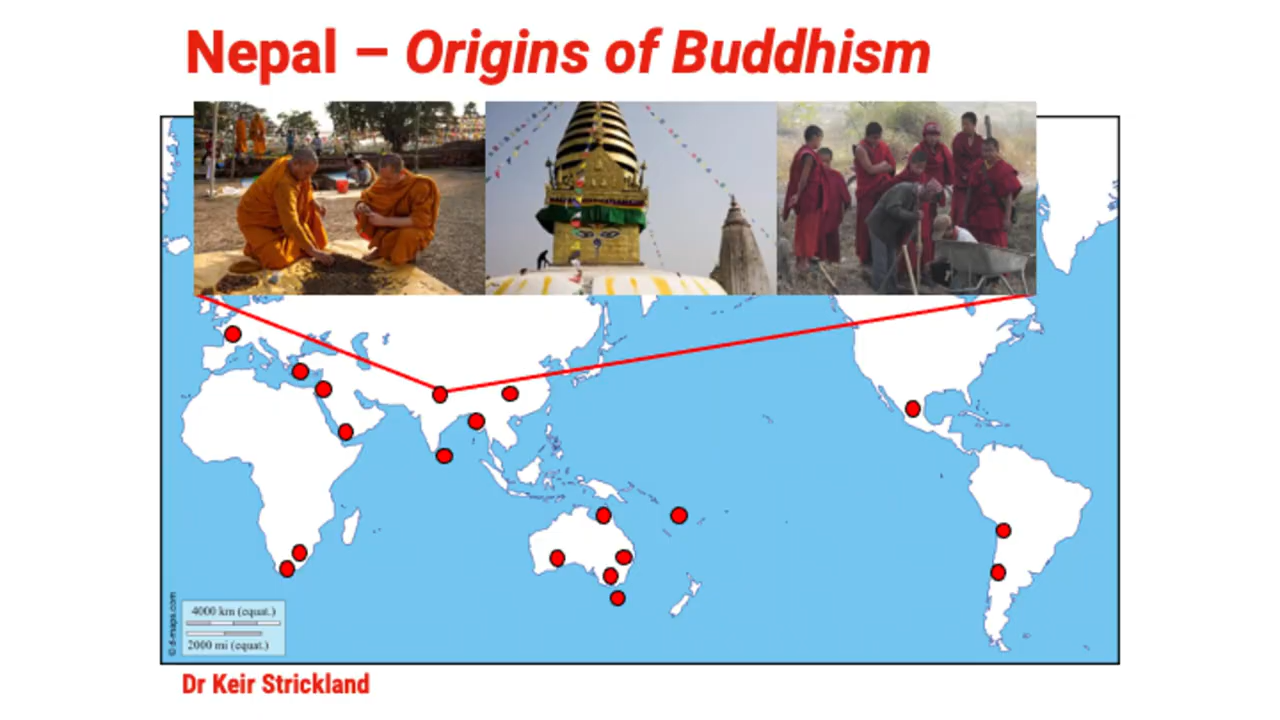 Nepal – Origins of Buddhism
© d-maps.com
4000 km (equat.)
2000 mi (equat.)
Dr Keir Strickland